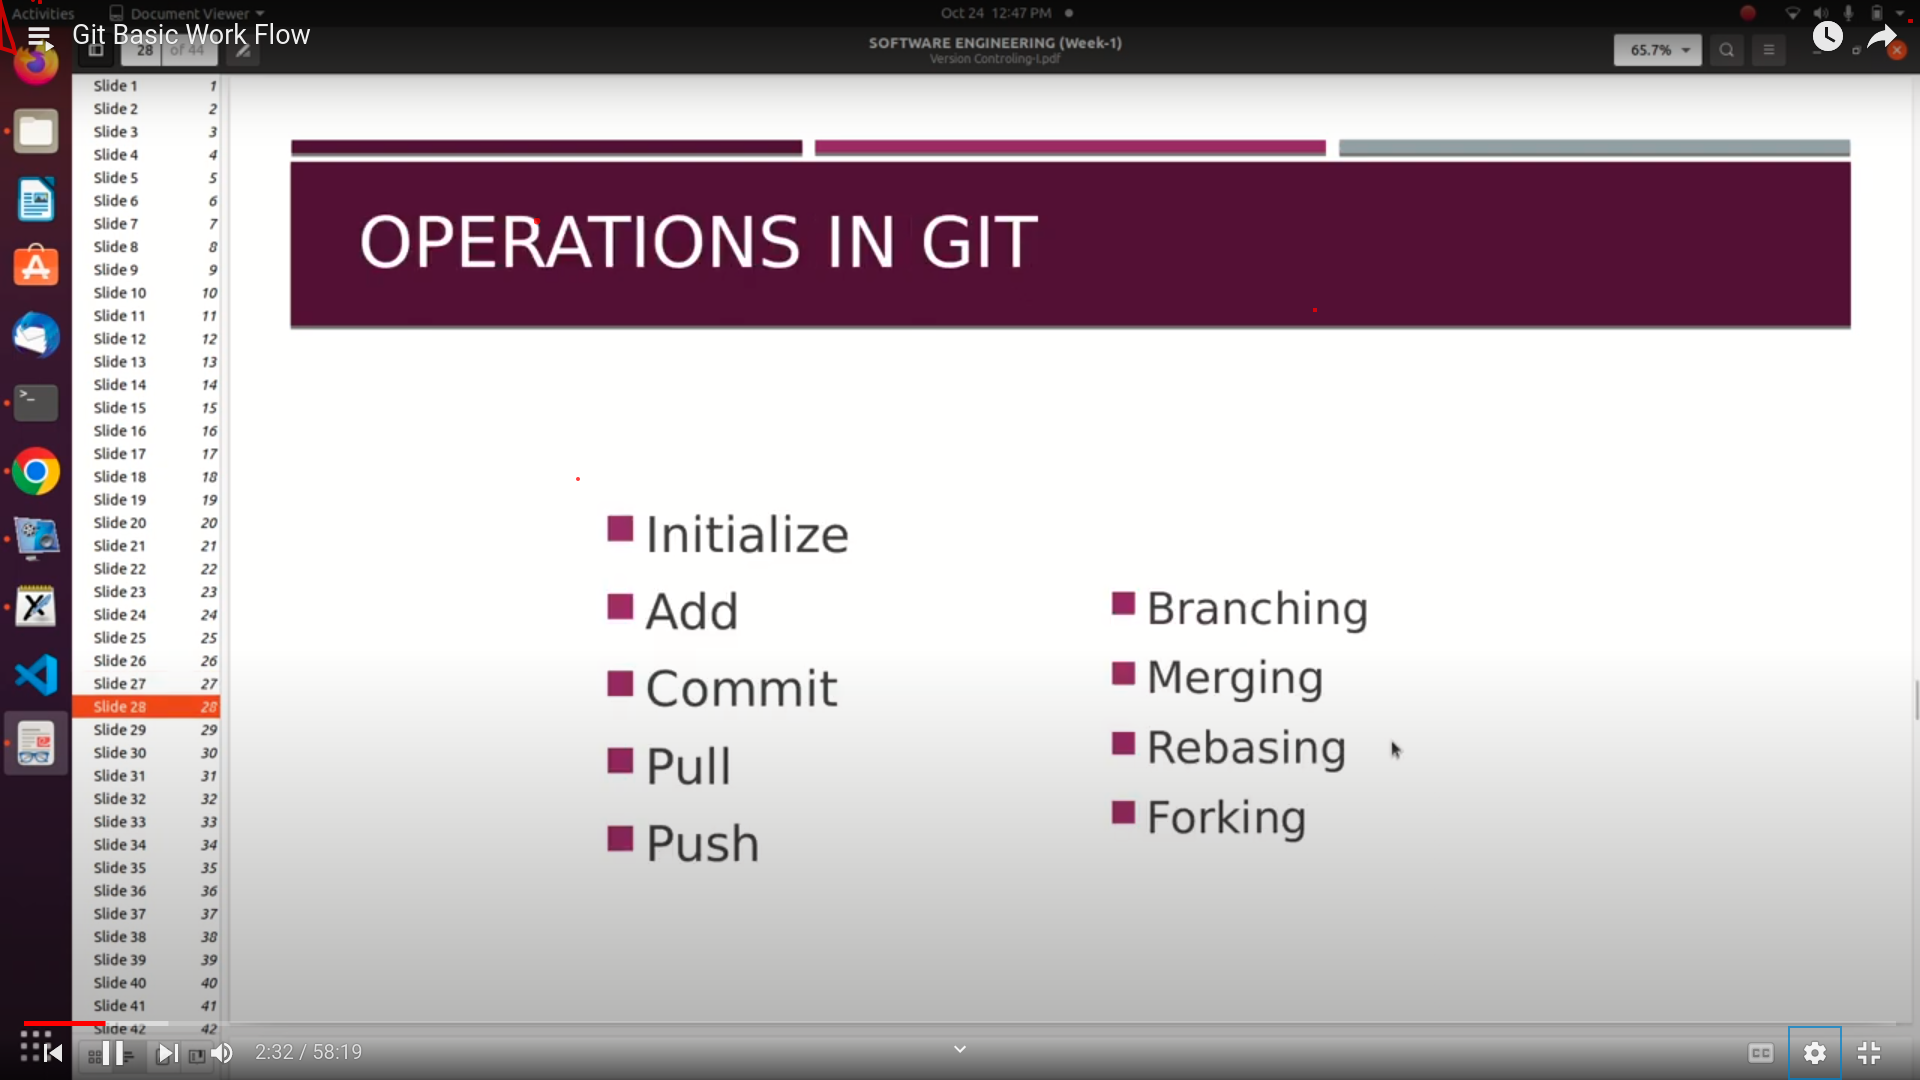 Activities Document Viewer Oct 24 12:47 PM
Git Basic Work Flow
28 of 44 SOFTWARE ENGINEERING (Week-1) 65.7%
Version Controling-I.pdf
Slide 1 1
Slide 2 2
Slide 3 3
Slide 4 4
Slide 5 5
Slide 6 6
Slide 7 7
Slide 8 8
Slide 9 9
Slide 10 10
Slide 11 11
Slide 12 12
Slide 13 13
Slide 14 14
Slide 15 15
Slide 16 16
Slide 17 17
Slide 18 18
Slide 19 19
Slide 20 20
Slide 21 21
Slide 22 22
Slide 23 23
Slide 24 24
Slide 25 25
Slide 26 26
Slide 27 27
Slide 28 28
Slide 29 29
Slide 30 30
Slide 31 31
Slide 32 32
Slide 33 33
Slide 34 34
Slide 35 35
Slide 36 36
Slide 37 37
Slide 38 38
Slide 39 39
Slide 40 40
Slide 41 41
Slide 42 42
OPERATIONS IN GIT
Initialize
Add
Commit
Pull
Push
Branching
Merging
Rebasing
Forking
2:32 / 58:19 CC